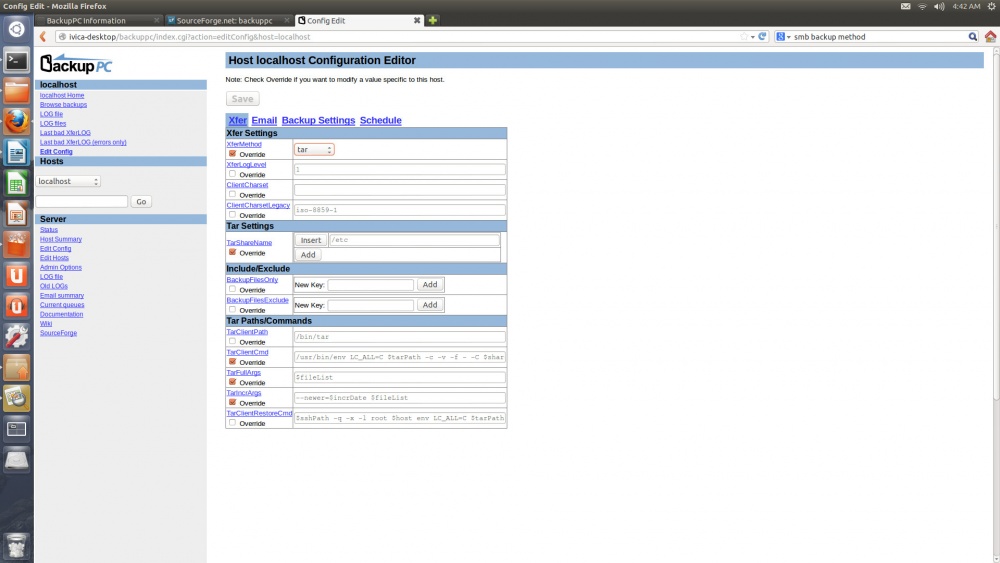 Config Edit - Mozilla Firefox
4:42 AM
BackupPC Information
SourceForge.net: backuppc
Config Edit
ivica-desktop/backuppc/index.cgi?action=editConfig&host=localhost
smb backup method
BackupPC
localhost
localhost Home
Browse backups
LOG file
LOG files
Last bad XferLOG
Last bad XferLOG (errors only)
Edit Config
Hosts
localhost
Go
Server
Status
Host Summary
Edit Config
Edit Hosts
Admin Options
LOG file
Old LOGs
Email summary
Current queues
Documentation
Wiki
SourceForge
Host localhost Configuration Editor
Note: Check Override if you want to modify a value specific to this host.
Save
Xfer Email Backup Settings Schedule
Xfer Settings
XferMethod
Override
tar
XferLogLevel
Override
1
ClientCharset
Override
ClientCharsetLegacy
Override
iso-8859-1
Tar Settings
TarShareName
Override
Insert /etc
Add
Include/Exclude
BackupFilesOnly
Override
New Key: Add
BackupFilesExclude
Override
New Key: Add
Tar Paths/Commands
TarClientPath
Override
/bin/tar
TarClientCmd
Override
/usr/bin/env LC_ALL=C $tarPath -c -v -f - -C $shar
TarFullArgs
Override
$fileList
TarIncrArgs
Override
--newer=$incrDate $fileList
TarClientRestoreCmd
Override
$sshPath -q -x -l root $host env LC_ALL=C $tarPath